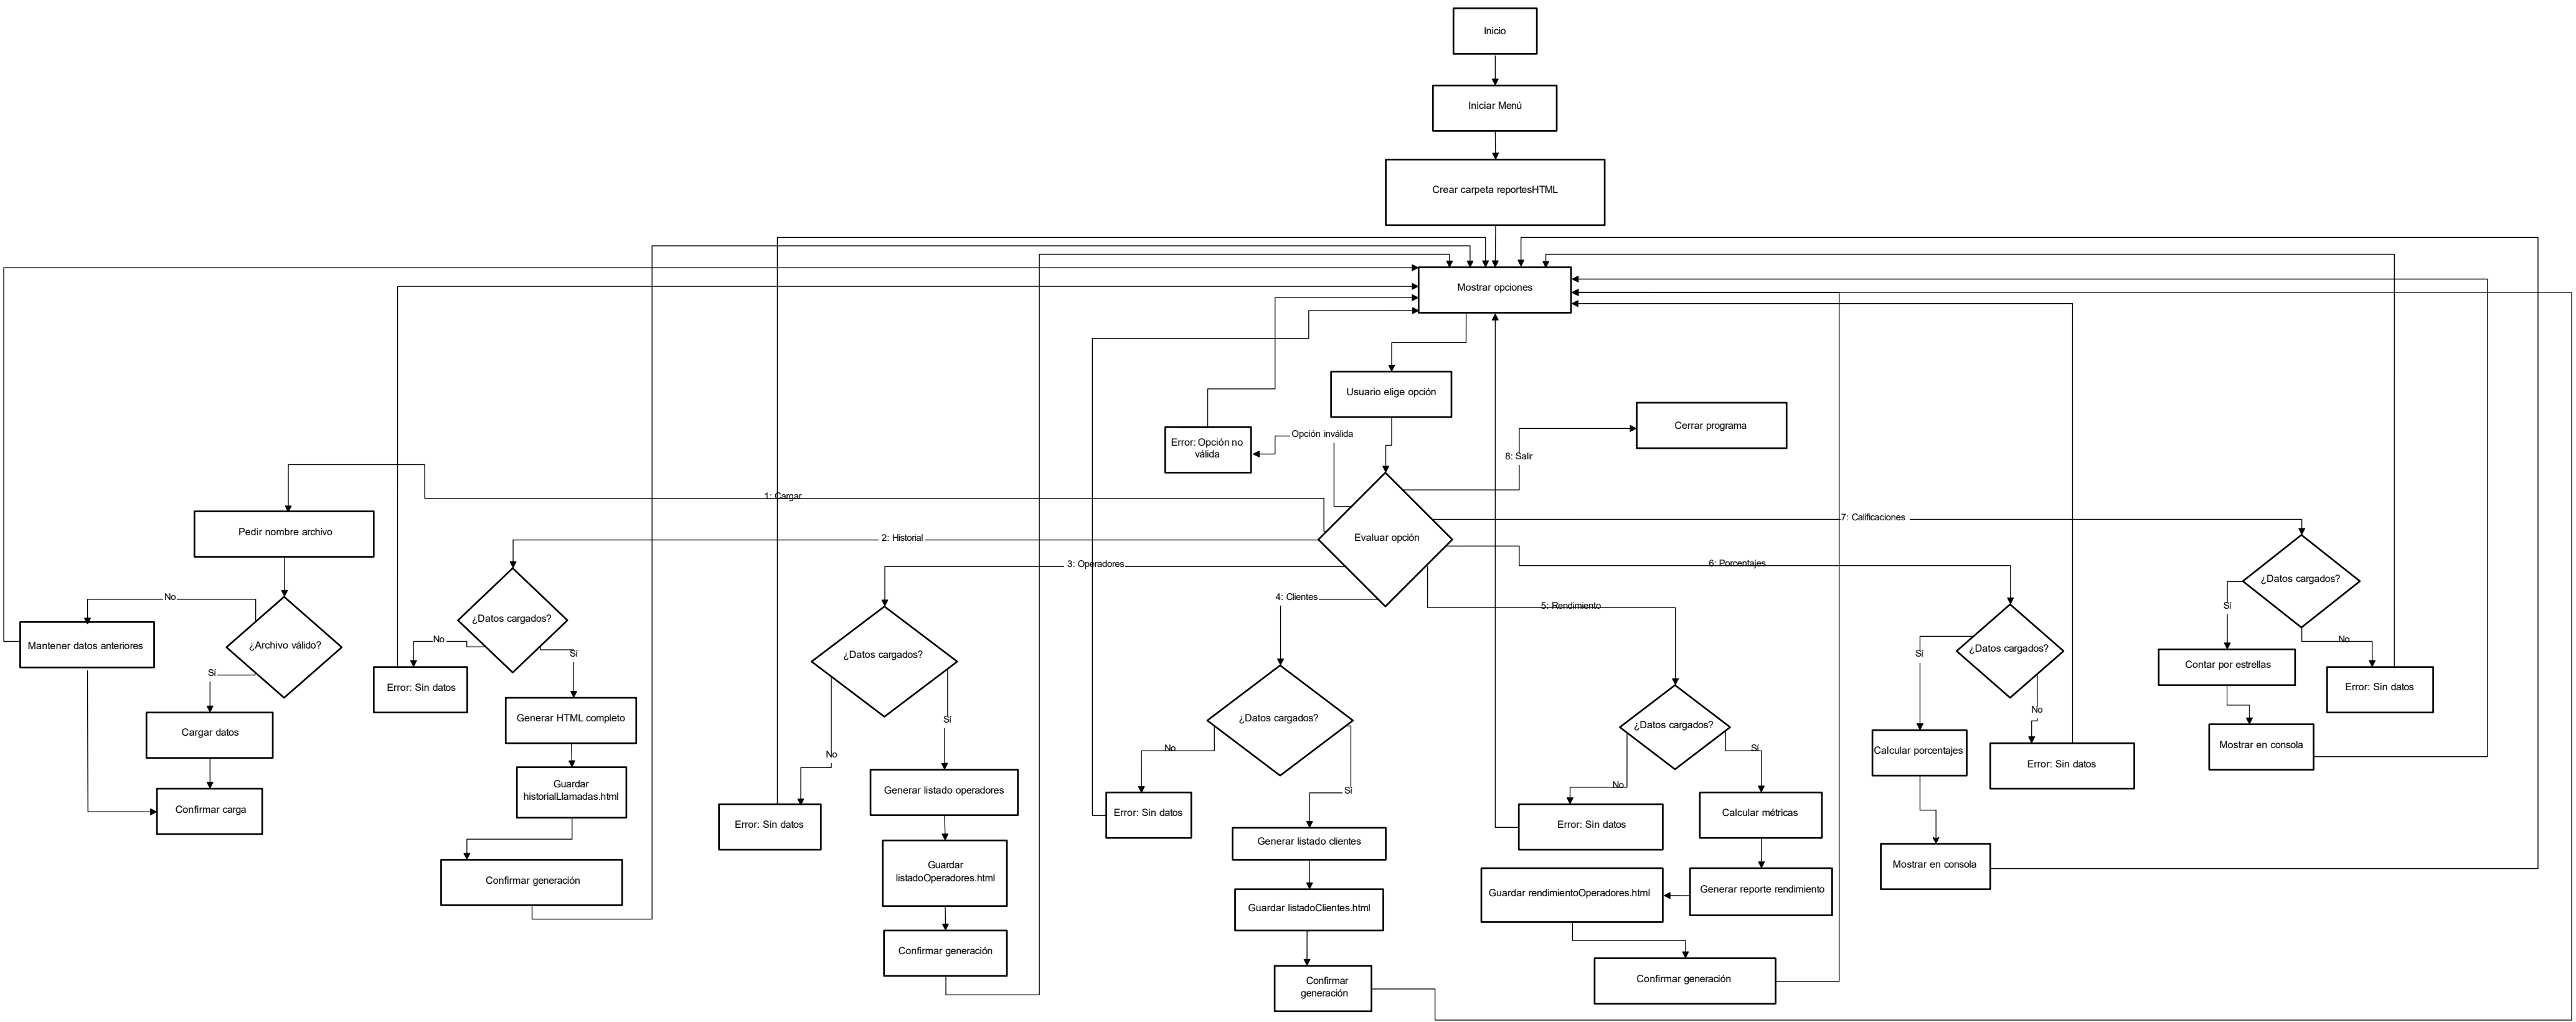 Inicio
Iniciar Menú
Crear carpeta reportesHTML
Mostrar opciones
Usuario elige opción
Cerrar programa
Opción inválida
Error: Opción no
válida
8: Salir
1: Cargar
7: Calificaciones
Pedir nombre archivo
2: Historial
Evaluar opción
3: Operadores
6: Porcentajes
¿Datos cargados?
No
4: Clientes
5: Rendimiento
Sí
¿Datos cargados?
No
¿Archivo válido?
Mantener datos anteriores
No
Sí
¿Datos cargados?
Sí
¿Datos cargados?
No
Contar por estrellas
Sí
Error: Sin datos
Error: Sin datos
No
Generar HTML completo
Sí
¿Datos cargados?
¿Datos cargados?
Cargar datos
Mostrar en consola
No
No
Sí
Calcular porcentajes
Error: Sin datos
Guardar
historialLlamadas.html
Generar listado operadores
No
Sí
Confirmar carga
Error: Sin datos
Error: Sin datos
Error: Sin datos
Calcular métricas
Generar listado clientes
Mostrar en consola
Guardar
listadoOperadores.html
Confirmar generación
Guardar rendimientoOperadores.html
Generar reporte rendimiento
Guardar listadoClientes.html
Confirmar generación
Confirmar
generación
Confirmar generación